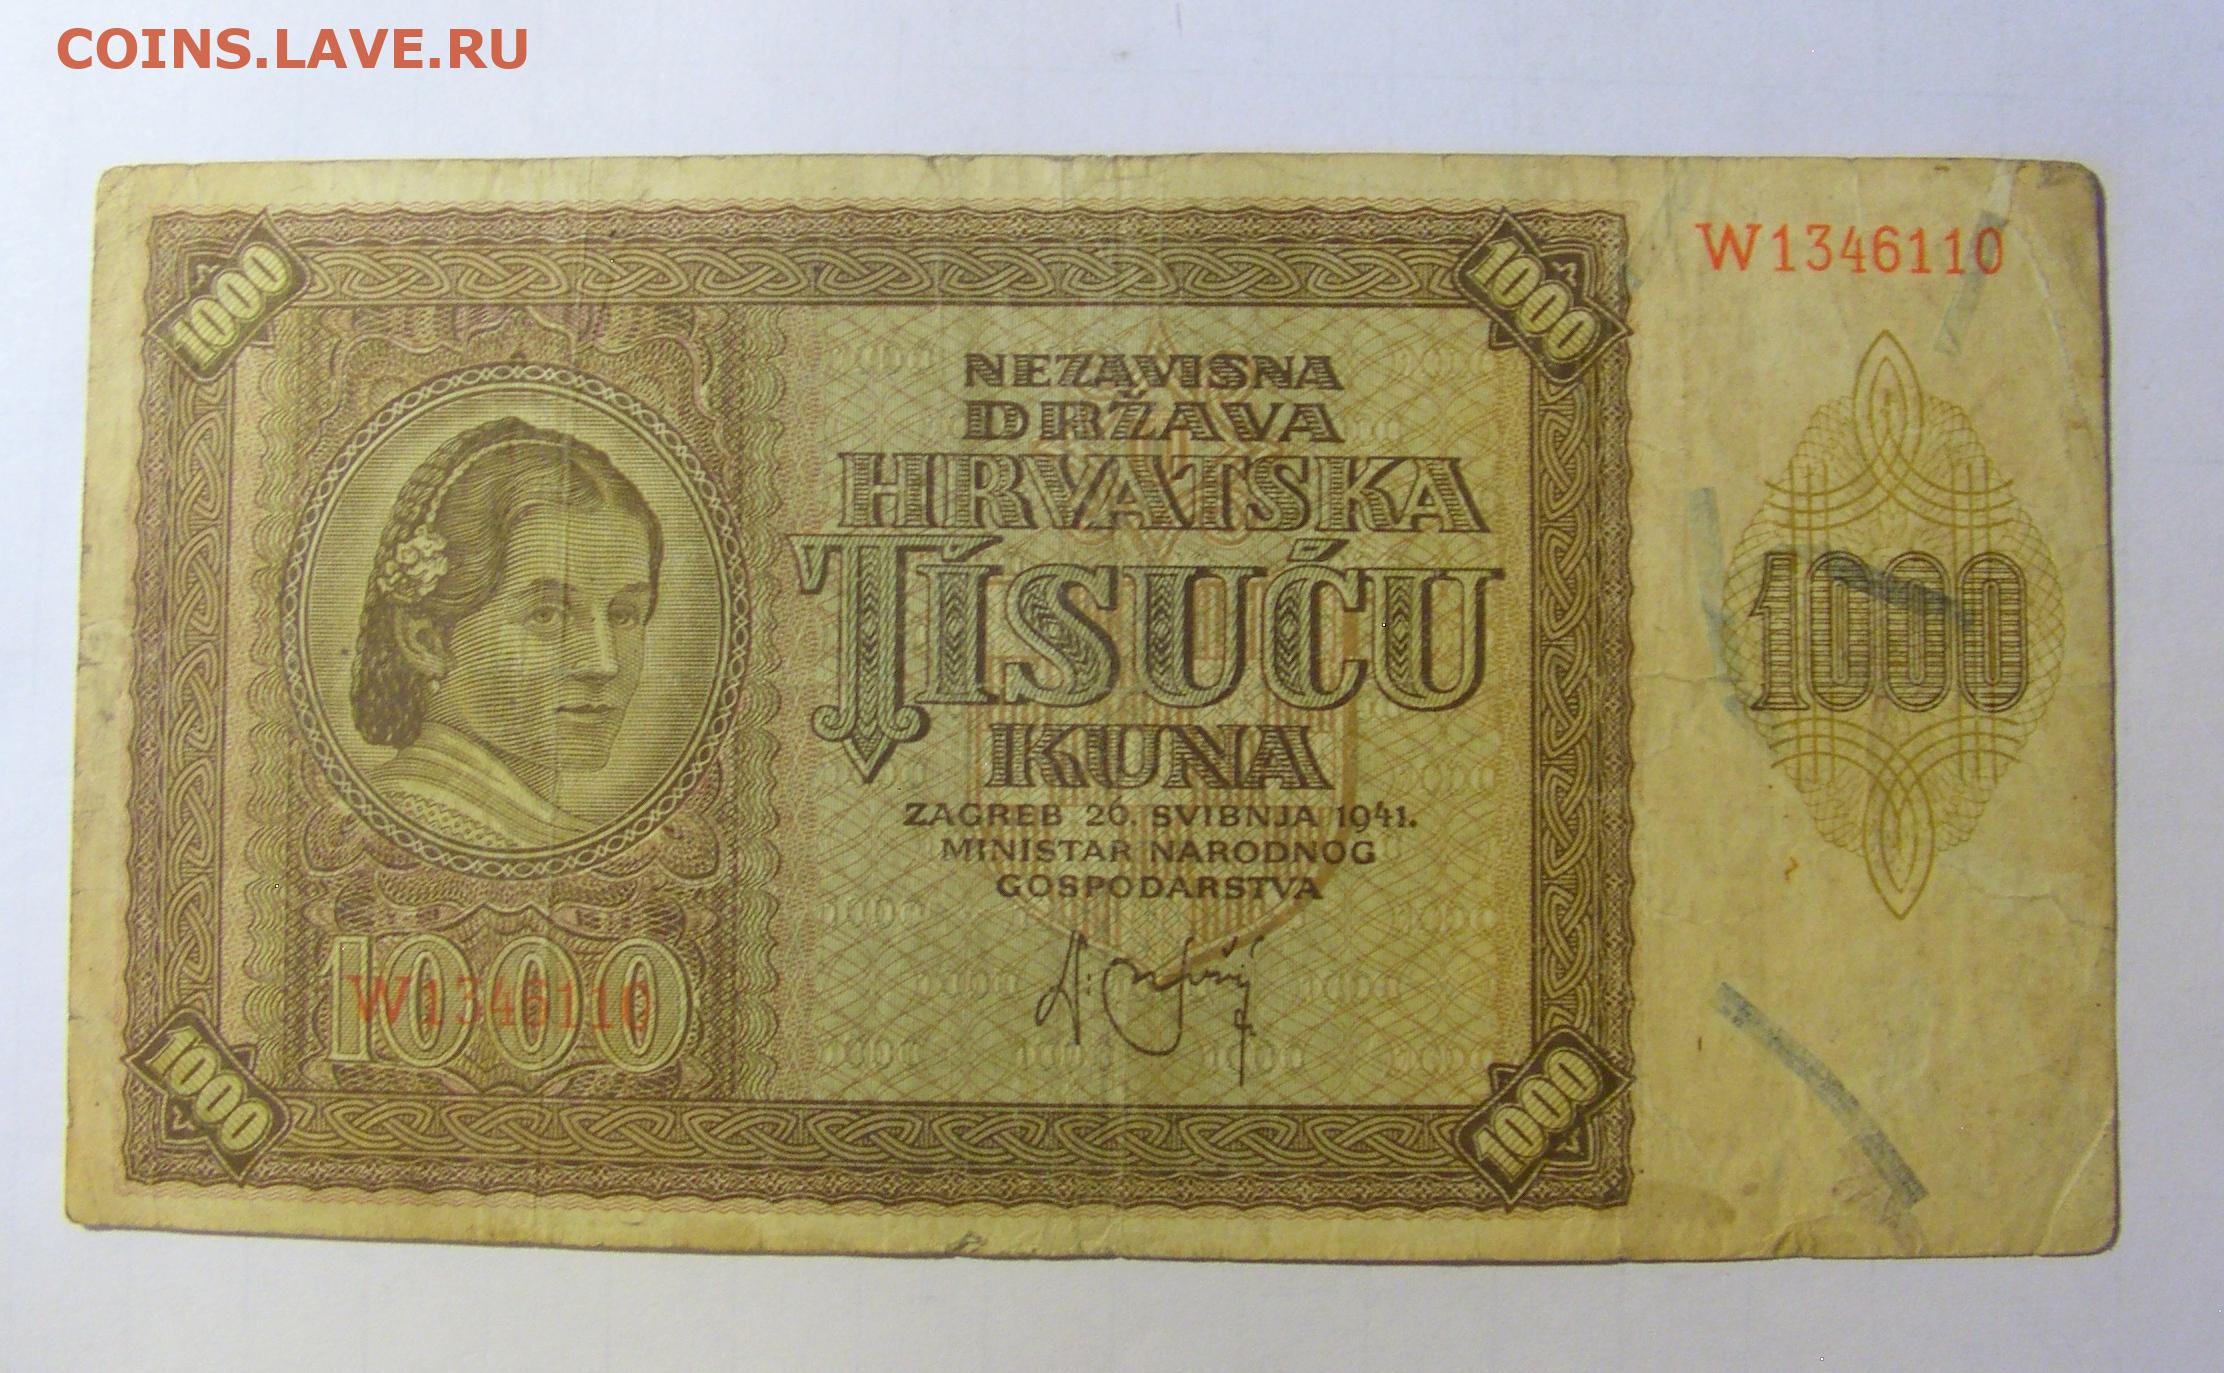 COINS.LAVE.RU
1000
1000
W1346110
NEZAVISNA
DRŽAVA
HRVATSKA
TISUĆU
KUNA
1000
ZAGREB 26. SVIBNJA 1941.
MINISTAR NARODNOG
GOSPODARSTVA
1000
W1346110
1000
1000